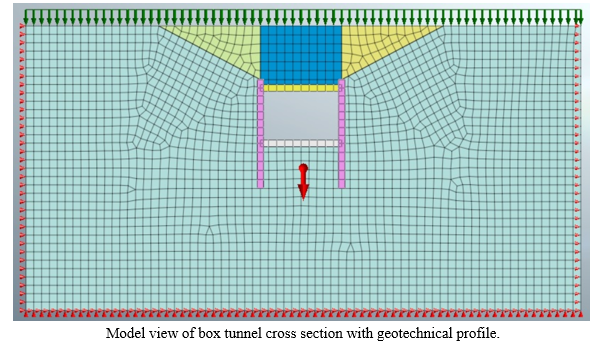 Model view of box tunnel cross section with geotechnical profile.